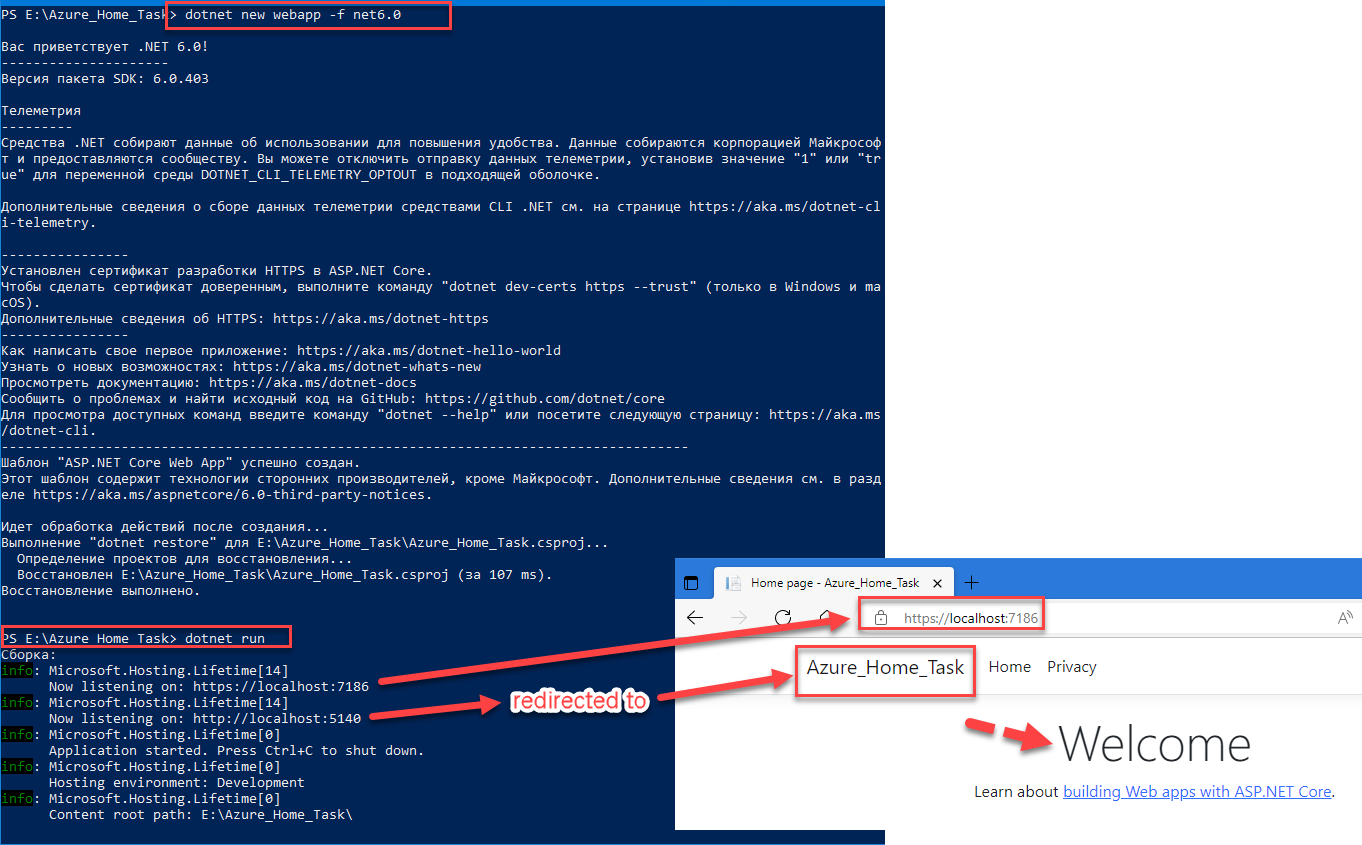 PS E:\Azure_Home_Task> dotnet new webapp -f net6.0
Вас приветствует .NET 6.0!
---------------------
Версия пакета SDK: 6.0.403
Телеметрия
---------
Средства .NET собирают данные об использовании для повышения удобства. Данные собираются корпорацией Майкрософ
т и предоставляются сообществу. Вы можете отключить отправку данных телеметрии, установив значение "1" или "tr
ue" для переменной среды DOTNET_CLI_TELEMETRY_OPTOUT в подходящей оболочке.
Дополнительные сведения о сборе данных телеметрии средствами CLI .NET см. на странице https://aka.ms/dotnet-cl
i-telemetry.
----------------
Установлен сертификат разработки HTTPS в ASP.NET Core.
Чтобы сделать сертификат доверенным, выполните команду "dotnet dev-certs https --trust" (только в Windows и ma
cOS).
Дополнительные сведения об HTTPS: https://aka.ms/dotnet-https
----------------
Как написать свое первое приложение: https://aka.ms/dotnet-hello-world
Узнать о новых возможностях: https://aka.ms/dotnet-whats-new
Просмотреть документацию: https://aka.ms/dotnet-docs
Сообщить о проблемах и найти исходный код на GitHub: https://github.com/dotnet/core
Для просмотра доступных команд введите команду "dotnet --help" или посетите следующую страницу: https://aka.ms
/dotnet-cli.
--------------------------------------------------------------------------------------
Шаблон "ASP.NET Core Web App" успешно создан.
Этот шаблон содержит технологии сторонних производителей, кроме Майкрософт. Дополнительные сведения см. в разд
деле https://aka.ms/aspnetcore/6.0-third-party-notices.
Идет обработка действий после создания...
Выполнение "dotnet restore" для E:\Azure_Home_Task\Azure_Home_Task.csproj...
Определение проектов для восстановления...
Восстановлен E:\Azure_Home_Task\Azure_Home_Task.csproj (за 107 ms).
Восстановление выполнено.
PS E:\Azure_Home_Task> dotnet run
Сборка:
info: Microsoft.Hosting.Lifetime[14]
Now listening on: https://localhost:7186
info: Microsoft.Hosting.Lifetime[14]
Now listening on: http://localhost:5140
info: Microsoft.Hosting.Lifetime[0]
Application started. Press Ctrl+C to shut down.
info: Microsoft.Hosting.Lifetime[0]
Hosting environment: Development
info: Microsoft.Hosting.Lifetime[0]
Content root path: E:\Azure_Home_Task\
redirected to
Home page - Azure_Home_Task
https://localhost:7186
Azure_Home_Task Home Privacy
Welcome
Learn about building Web apps with ASP.NET Core.